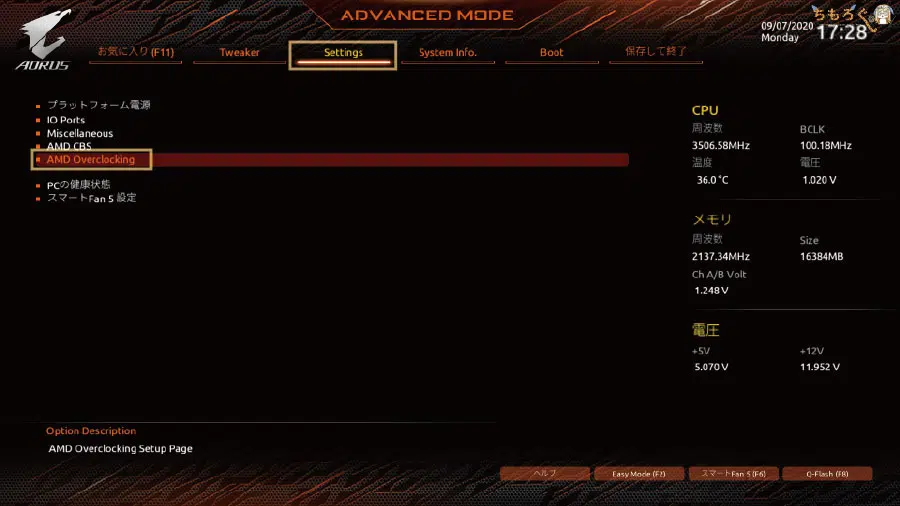 ADVANCED MODE
ちもろぐ
09/07/2020
Monday
17:28
AORUS
お気に入り (F11)
Tweaker
Settings
System Info.
Boot
保存して終了
プラットフォーム電源
IO Ports
Miscellaneous
AMD CBS
AMD Overclocking
PCの健康状態
スマートFan 5 設定
CPU
周波数
BCLK
3506.58MHz
100.18MHz
温度
電圧
36.0 °C
1.020 V
メモリ
周波数
Size
2137.34MHz
16384MB
Ch A/B Volt
1.248 V
電圧
+5V
+12V
5.070 V
11.952 V
Option Description
AMD Overclocking Setup Page
ヘルプ
Easy Mode (F2)
スマートFan 5 (F6)
Q-Flash (F8)